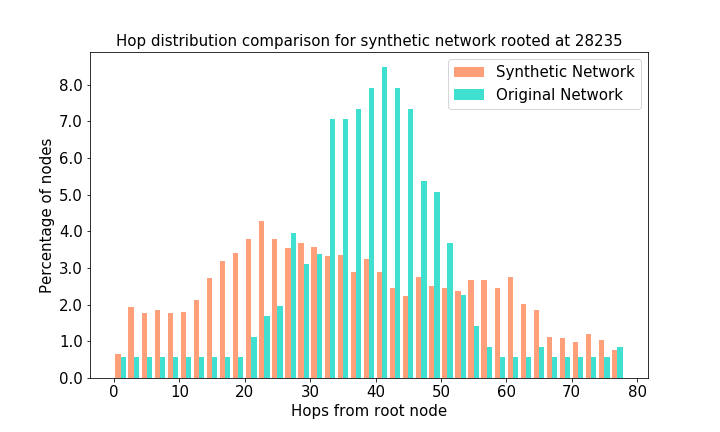 Hop distribution comparison for synthetic network rooted at 28235
Synthetic Network
Original Network
Percentage of nodes
8.0
7.0
6.0
5.0
4.0
3.0
2.0
1.0
0.0
0 10 20 30 40 50 60 70 80
Hops from root node